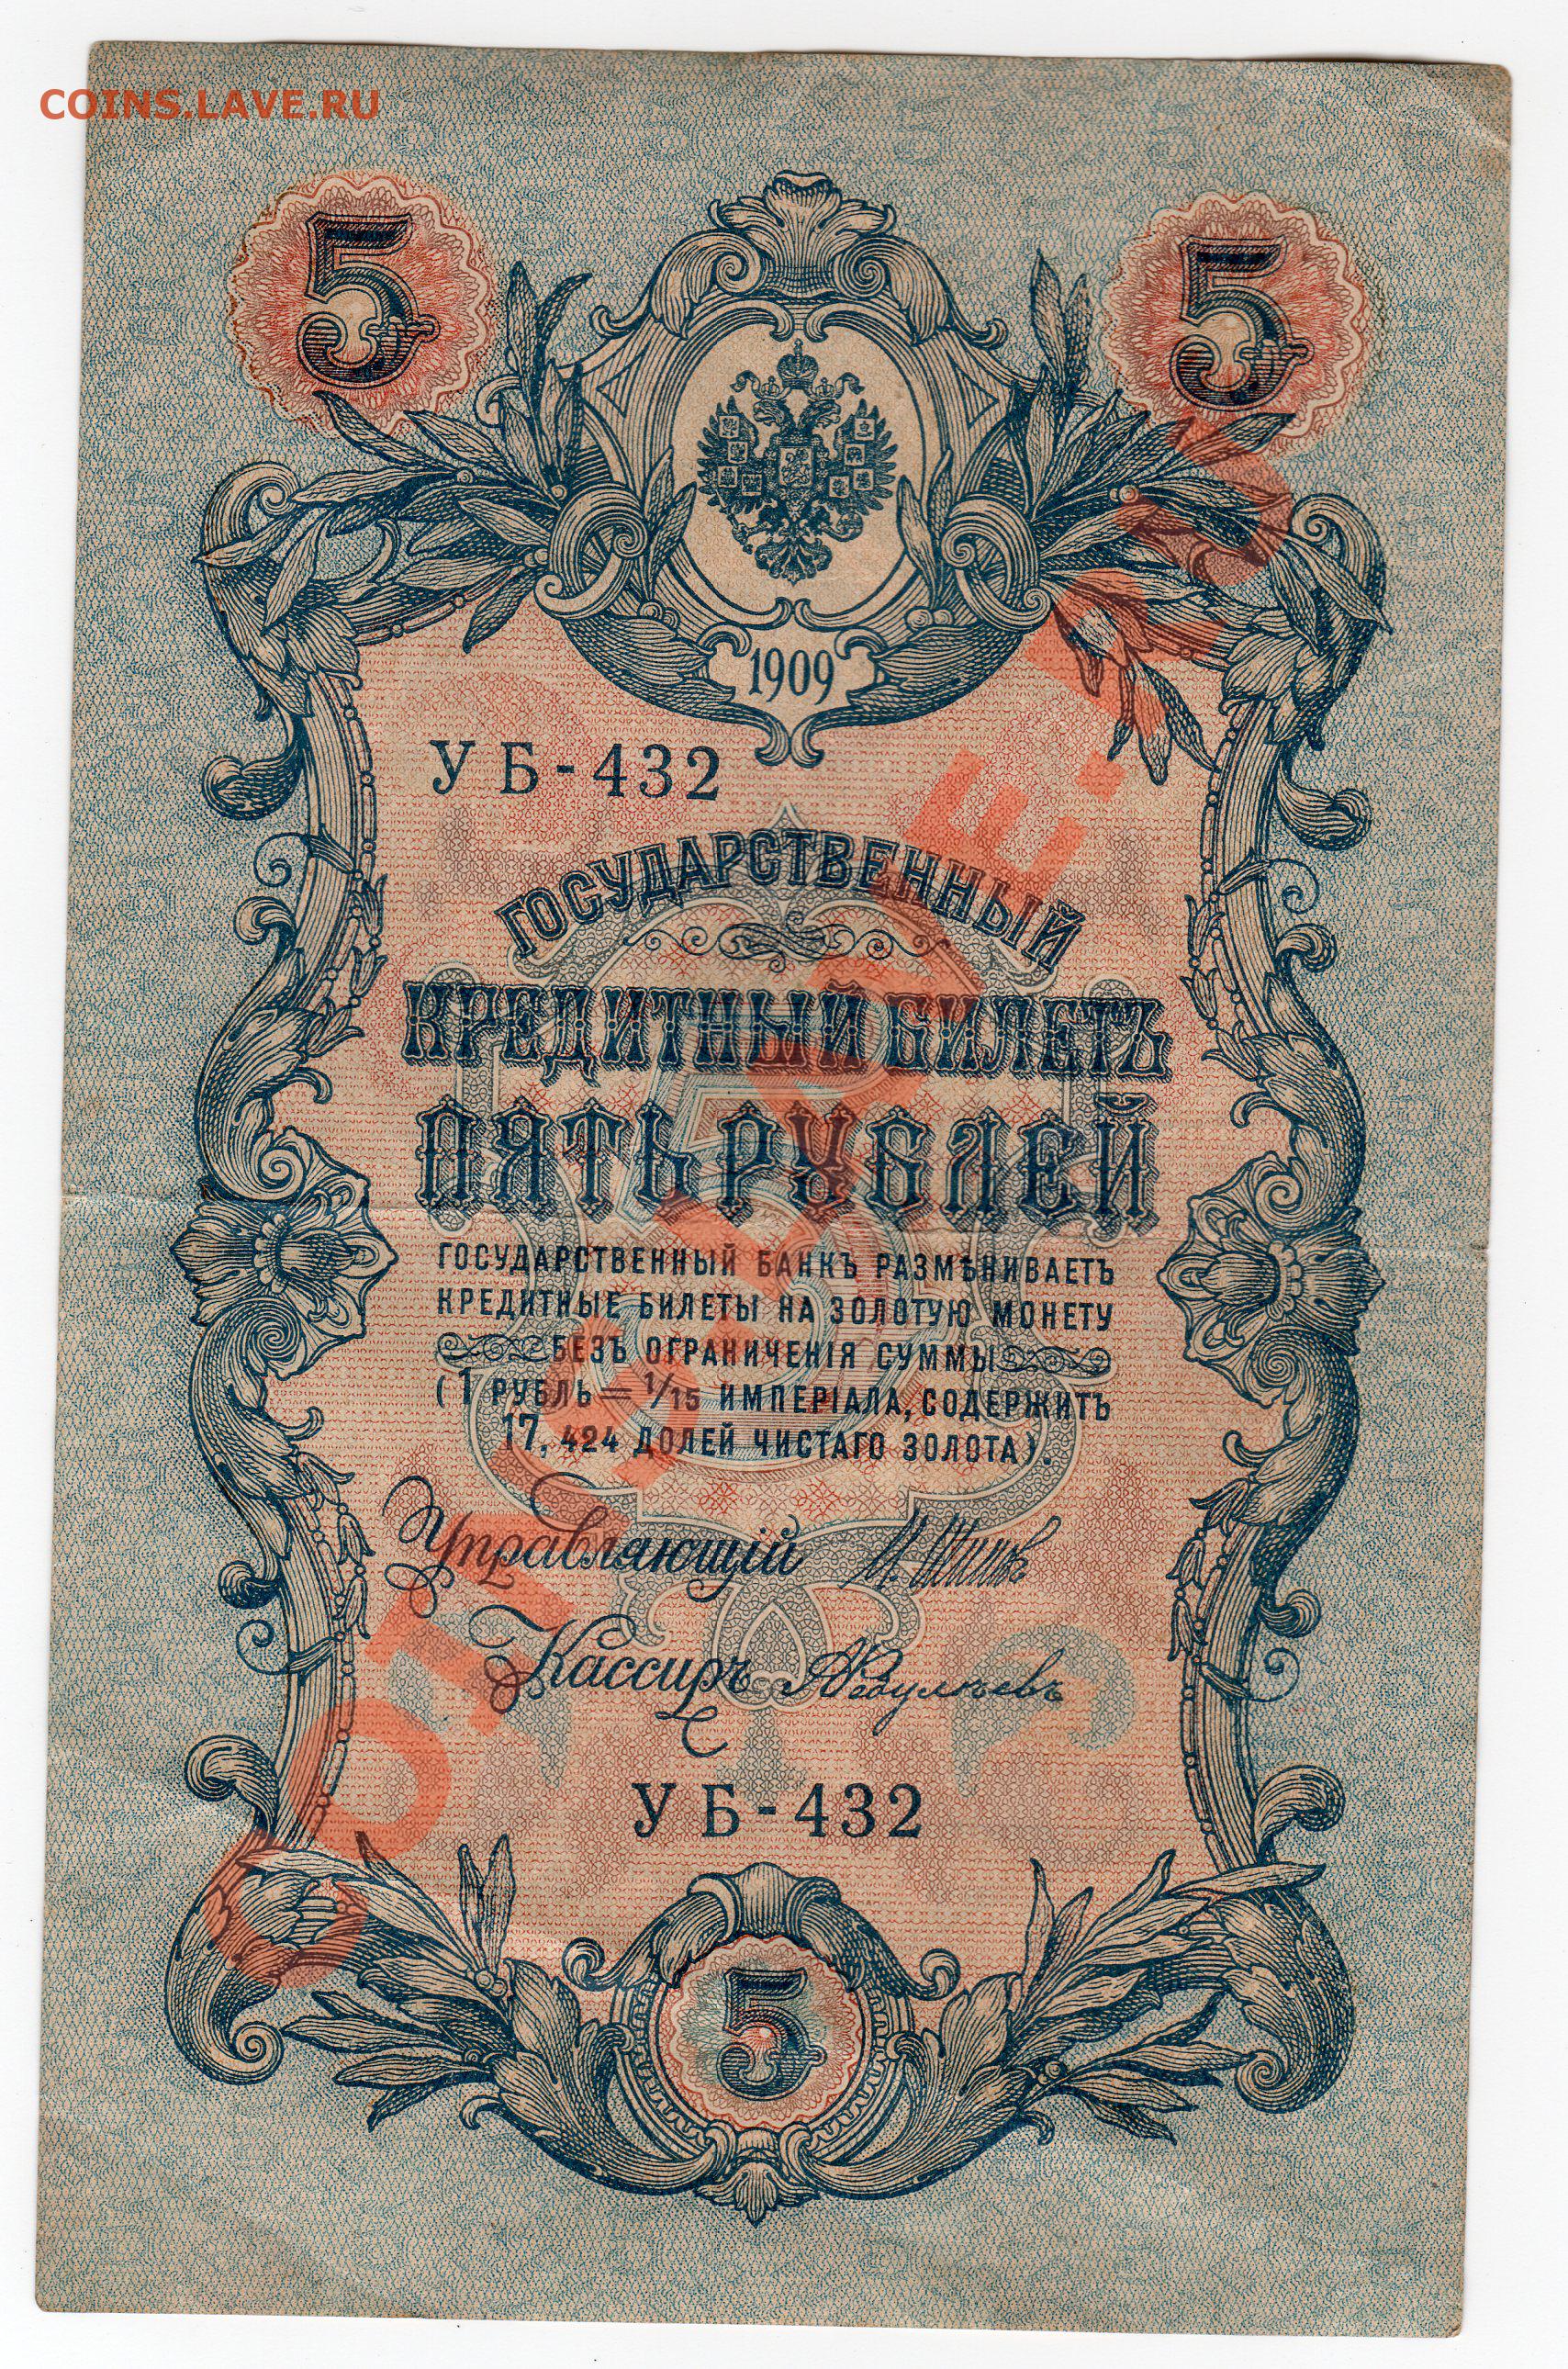 COINS.LAVE.RU
5 5
1909
УБ-432
ГОСУДАРСТВЕННЫЙ
КРЕДИТНЫЙ БИЛЕТЪ
ПЯТЬ РУБЛЕЙ
ГОСУДАРСТВЕННЫЙ БАНКЪ РАЗМѢНИВАЕТЪ
КРЕДИТНЫЕ БИЛЕТЫ НА ЗОЛОТУЮ МОНЕТУ
БЕЗЪ ОГРАНИЧЕНІЯ СУММЫ
(1 РУБЛЬ = 1/15 ИМПЕРІАЛА, СОДЕРЖИТЪ
17,424 ДОЛЕЙ ЧИСТАГО ЗОЛОТА).
Управляющій И. Шиповъ
Кассиръ
УБ-432
5